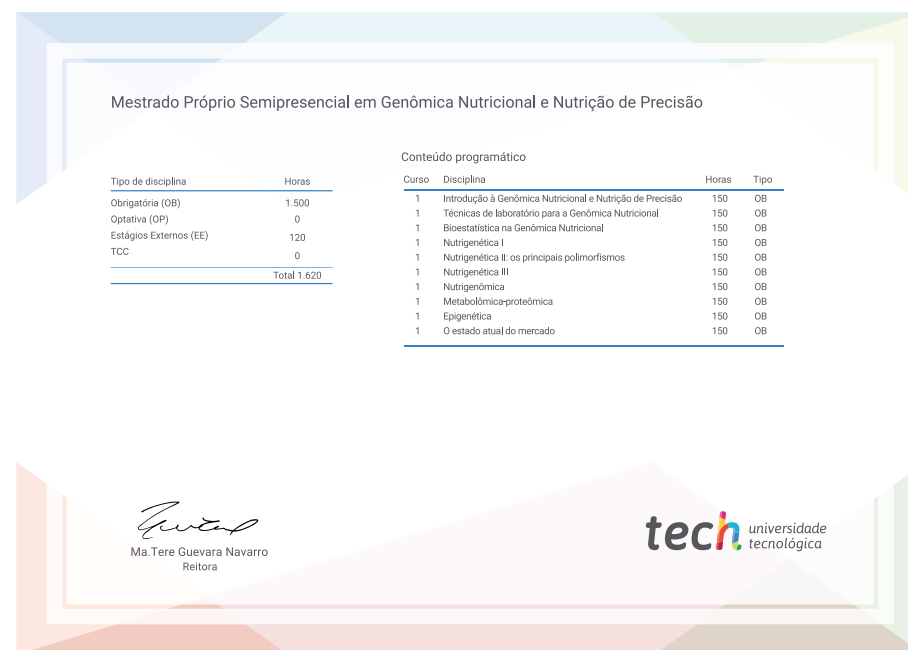 Mestrado Próprio Semipresencial em Genômica Nutricional e Nutrição de Precisão
Tipo de disciplina Horas
Obrigatória (OB) 1.500
Optativa (OP) 0
Estágios Externos (EE) 120
TCC 0
Total 1.620
Conteúdo programático
Curso Disciplina Horas Tipo
1 Introdução à Genômica Nutricional e Nutrição de Precisão 150 OB
1 Técnicas de laboratório para a Genômica Nutricional 150 OB
1 Bioestatística na Genômica Nutricional 150 OB
1 Nutrigenética I 150 OB
1 Nutrigenética II: os principais polimorfismos 150 OB
1 Nutrigenética III 150 OB
1 Nutrigenômica 150 OB
1 Metabolômica-proteômica 150 OB
1 Epigenética 150 OB
1 O estado atual do mercado 150 OB
Ma.Tere Guevara Navarro
Reitora
tech universidade
tecnológica